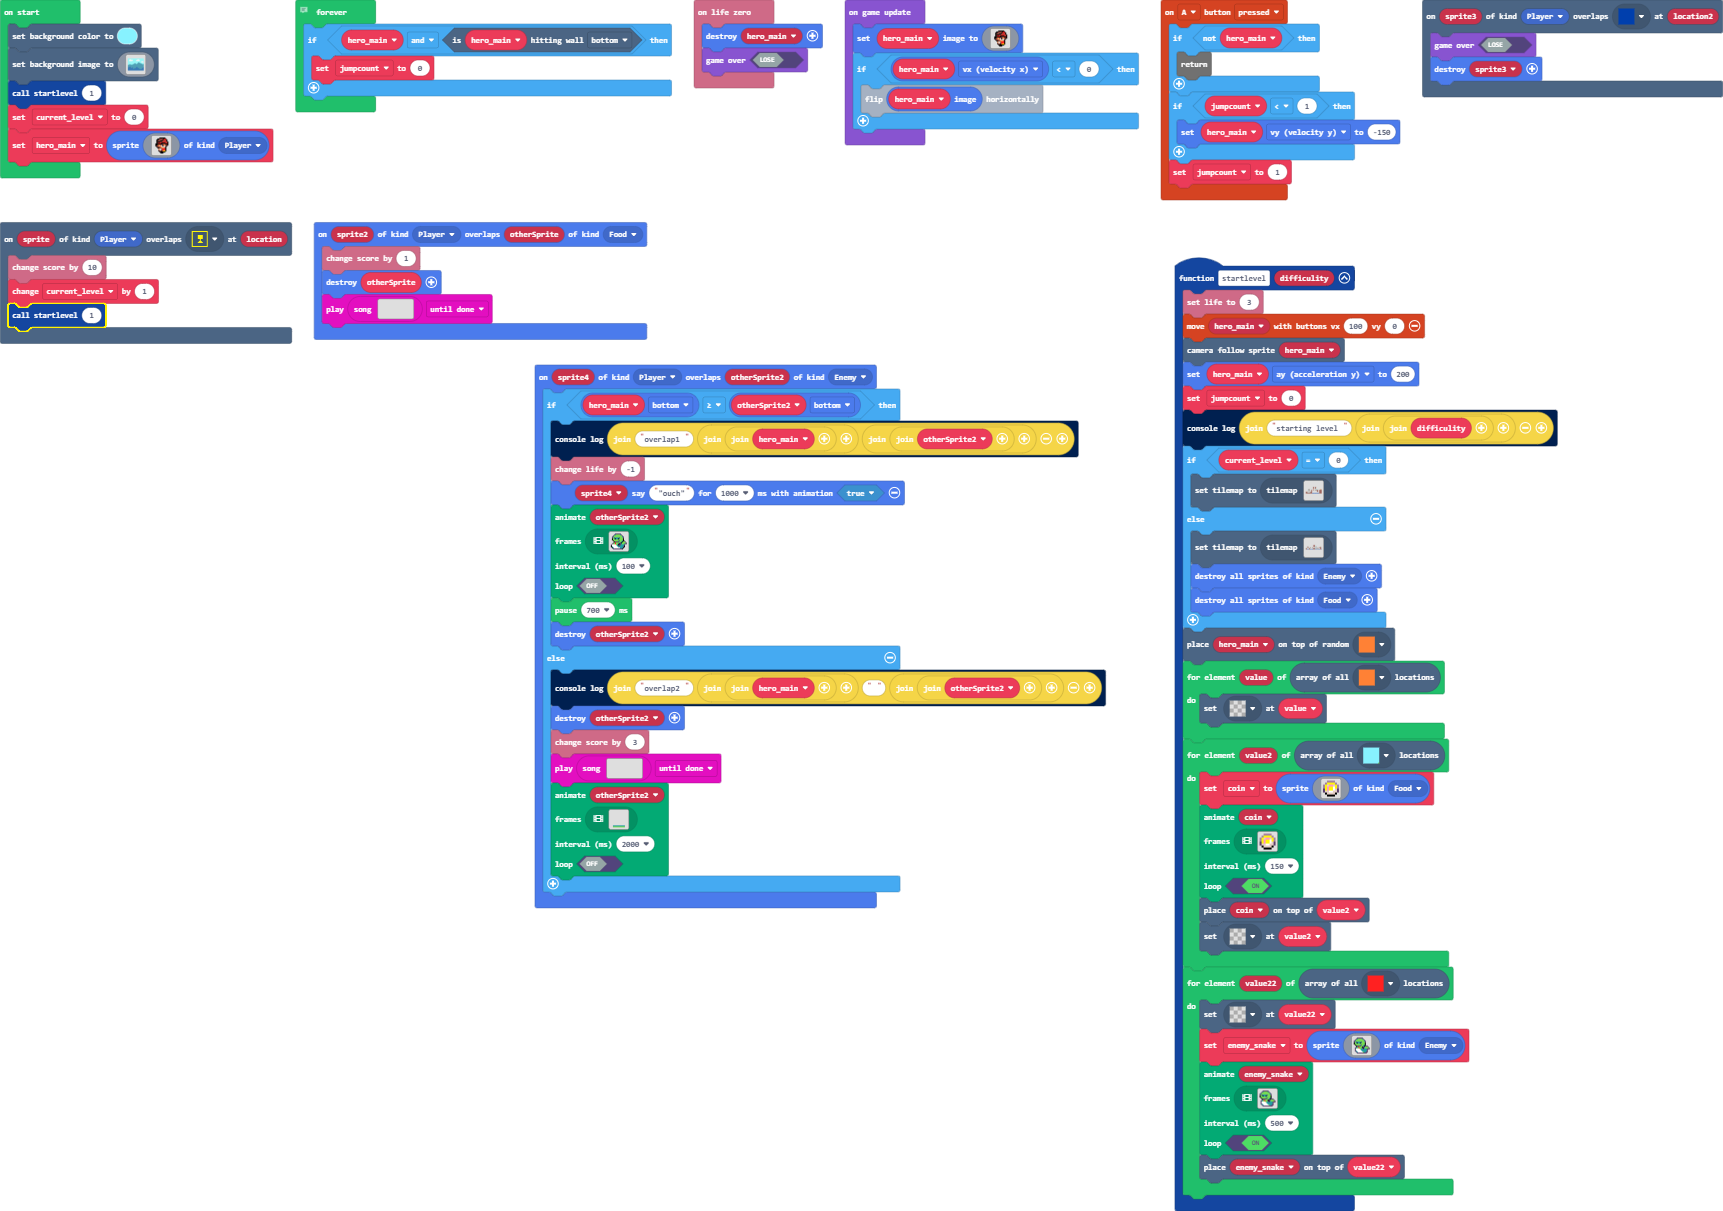 on start
set background color to
set background image to
call startlevel 1
set current_level to 0
set hero_main to sprite of kind Player
forever
if hero_main and is hero_main hitting wall bottom then
set jumpcount to 0
on life zero
destroy hero_main
game over LOSE
on game update
set hero_main image to
if hero_main vx (velocity x) < 0 then
flip hero_main image horizontally
on A button pressed
if not hero_main then
return
if jumpcount < 1 then
set hero_main vy (velocity y) to -150
set jumpcount to 1
on sprite3 of kind Player overlaps at location2
game over LOSE
destroy sprite3
on sprite of kind Player overlaps at location
change score by 10
change current_level by 1
call startlevel 1
on sprite2 of kind Player overlaps otherSprite of kind Food
change score by 1
destroy otherSprite
play song until done
on sprite4 of kind Player overlaps otherSprite2 of kind Enemy
if hero_main bottom ≥ otherSprite2 bottom then
console log join "overlap1 " join join hero_main join join otherSprite2
change life by -1
sprite4 say ""ouch"" for 1000 ms with animation true
animate otherSprite2
frames
interval (ms) 100
loop OFF
pause 700 ms
destroy otherSprite2
else
console log join "overlap2 " join join hero_main " " join join otherSprite2
destroy otherSprite2
change score by 3
play song until done
animate otherSprite2
frames
interval (ms) 2000
loop OFF
function startlevel difficulity
set life to 3
move hero_main with buttons vx 100 vy 0
camera follow sprite hero_main
set hero_main ay (acceleration y) to 200
set jumpcount to 0
console log join "starting level " join join difficulity
if current_level = 0 then
set tilemap to tilemap
else
set tilemap to tilemap
destroy all sprites of kind Enemy
destroy all sprites of kind Food
place hero_main on top of random
for element value of array of all locations
do
set at value
for element value2 of array of all locations
do
set coin to sprite of kind Food
animate coin
frames
interval (ms) 150
loop ON
place coin on top of value2
set at value2
for element value22 of array of all locations
do
set at value22
set enemy_snake to sprite of kind Enemy
animate enemy_snake
frames
interval (ms) 500
loop ON
place enemy_snake on top of value22